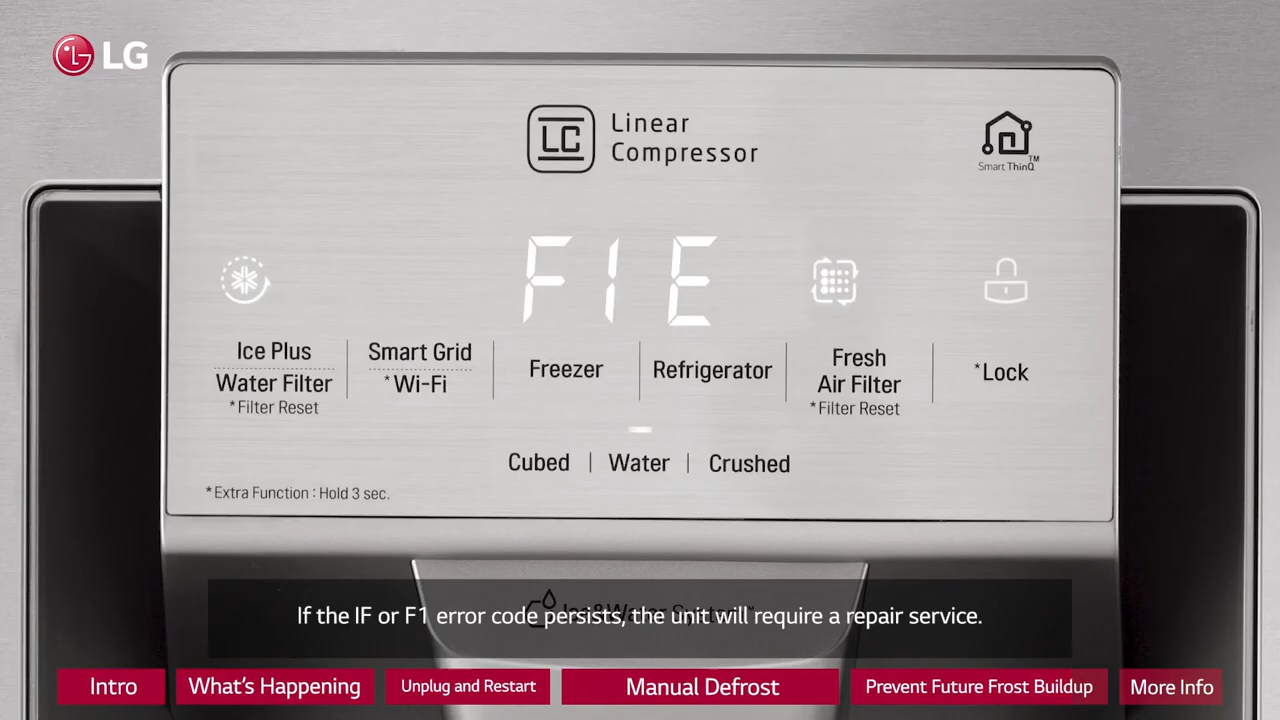 LG
LC
Linear
Compressor
Smart ThinQ™
F1 E
Ice Plus
Water Filter
*Filter Reset
Smart Grid
*Wi-Fi
Freezer
Refrigerator
Fresh
Air Filter
*Filter Reset
*Lock
Cubed | Water | Crushed
*Extra Function : Hold 3 sec.
If the IF or F1 error code persists, the unit will require a repair service.
Intro
What's Happening
Unplug and Restart
Manual Defrost
Prevent Future Frost Buildup
More Info